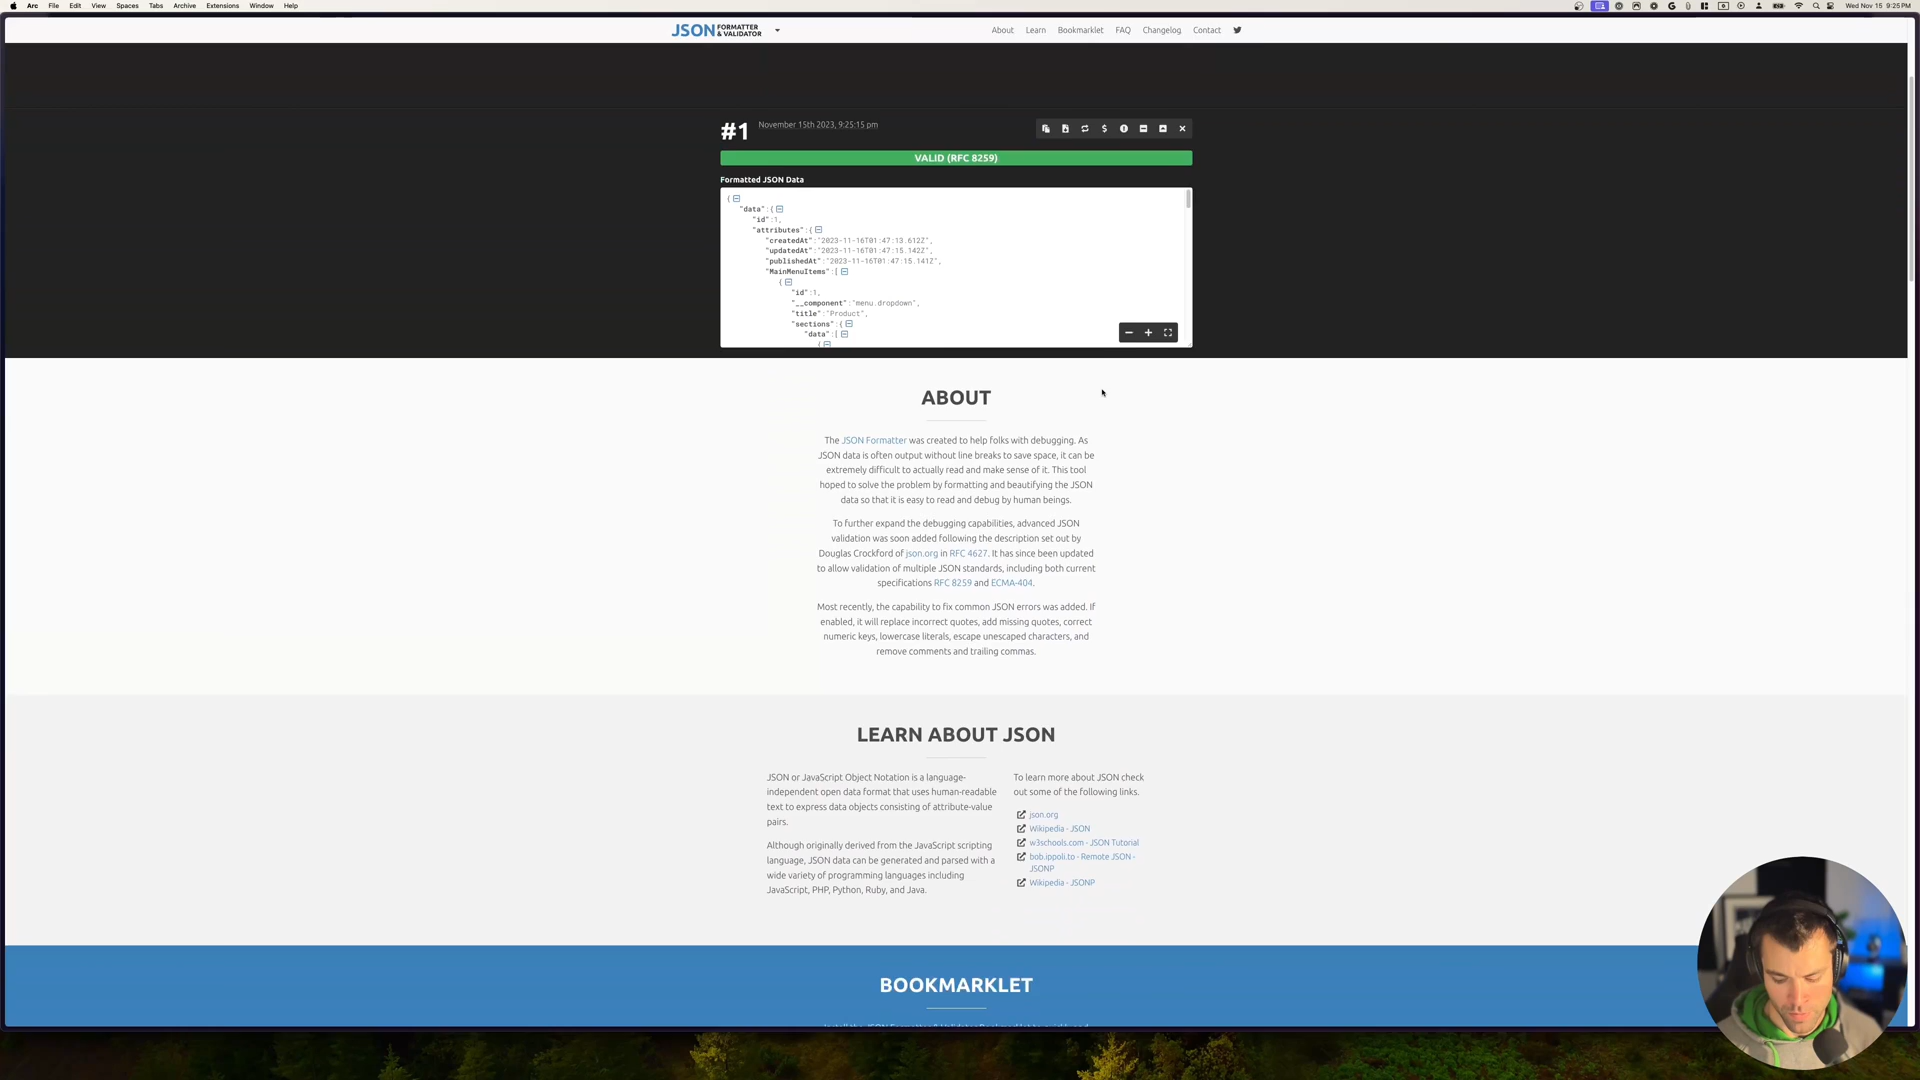 Arc File Edit View Spaces Tabs Archive Extensions Window Help
Wed Nov 15 9:25 PM
JSON FORMATTER & VALIDATOR
About Learn Bookmarklet FAQ Changelog Contact
#1 November 15th 2023, 9:25:15 pm
VALID (RFC 8259)
Formatted JSON Data
{
"data":{
"id":1,
"attributes":{
"createdAt":"2023-11-16T01:47:13.612Z",
"updatedAt":"2023-11-16T01:47:15.142Z",
"publishedAt":"2023-11-16T01:47:15.141Z",
"MainMenuItems":[
{
"id":1,
"__component":"menu.dropdown",
"title":"Product",
"sections":{
"data":[
{
ABOUT
The JSON Formatter was created to help folks with debugging. As
JSON data is often output without line breaks to save space, it can be
extremely difficult to actually read and make sense of it. This tool
hoped to solve the problem by formatting and beautifying the JSON
data so that it is easy to read and debug by human beings.
To further expand the debugging capabilities, advanced JSON
validation was soon added following the description set out by
Douglas Crockford of json.org in RFC 4627. It has since been updated
to allow validation of multiple JSON standards, including both current
specifications RFC 8259 and ECMA-404.
Most recently, the capability to fix common JSON errors was added. If
enabled, it will replace incorrect quotes, add missing quotes, correct
numeric keys, lowercase literals, escape unescaped characters, and
remove comments and trailing commas.
LEARN ABOUT JSON
JSON or JavaScript Object Notation is a language-
independent open data format that uses human-readable
text to express data objects consisting of attribute-value
pairs.
Although originally derived from the JavaScript scripting
language, JSON data can be generated and parsed with a
wide variety of programming languages including
JavaScript, PHP, Python, Ruby, and Java.
To learn more about JSON check
out some of the following links.
json.org
Wikipedia - JSON
w3schools.com - JSON Tutorial
bob.ippoli.to - Remote JSON -
JSONP
Wikipedia - JSONP
BOOKMARKLET